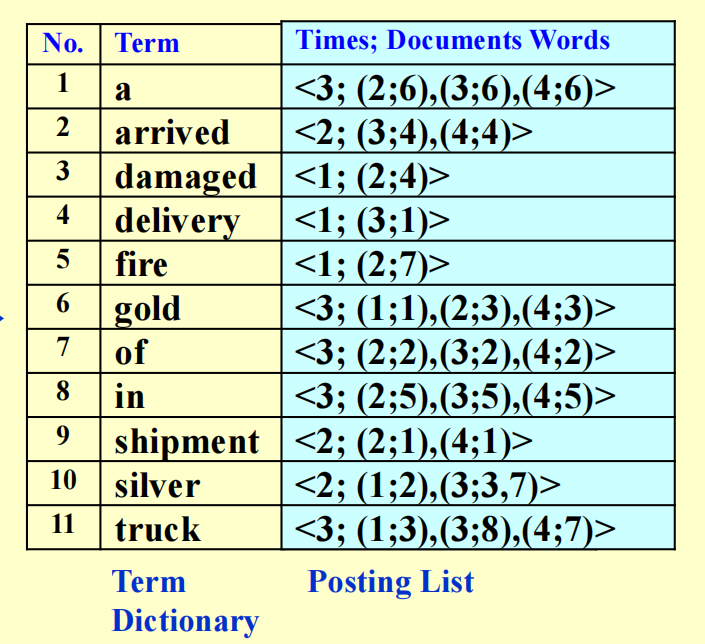 No. Term Times; Documents Words
1 a <3; (2;6),(3;6),(4;6)>
2 arrived <2; (3;4),(4;4)>
3 damaged <1; (2;4)>
4 delivery <1; (3;1)>
5 fire <1; (2;7)>
6 gold <3; (1;1),(2;3),(4;3)>
7 of <3; (2;2),(3;2),(4;2)>
8 in <3; (2;5),(3;5),(4;5)>
9 shipment <2; (2;1),(4;1)>
10 silver <2; (1;2),(3;3,7)>
11 truck <3; (1;3),(3;8),(4;7)>
Term Posting List
Dictionary